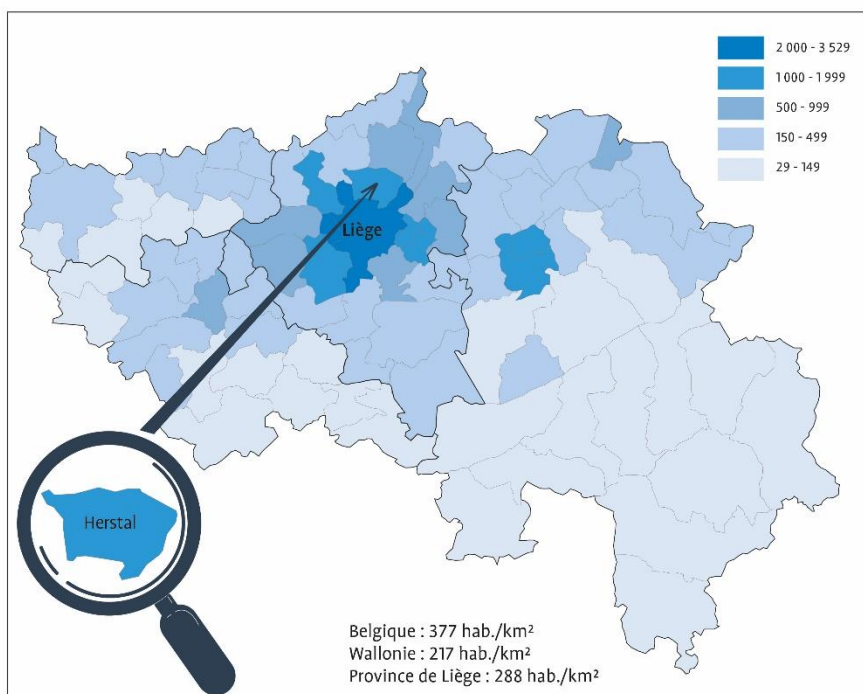 2 000 - 3 529
1 000 - 1 999
500 - 999
150 - 499
29 - 149
Liège
Herstal
Belgique : 377 hab./km²
Wallonie : 217 hab./km²
Province de Liège : 288 hab./km²